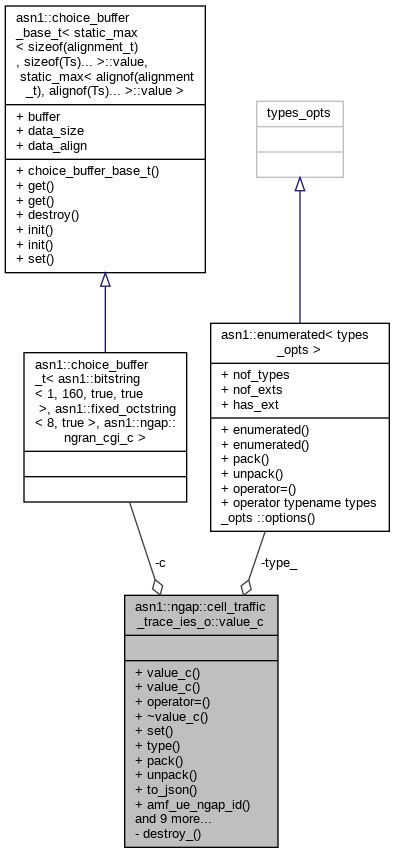 asn1::choice_buffer
_base_t< static_max
< sizeof(alignment_t)
, sizeof(Ts)... >::value,
static_max< alignof(alignment
_t), alignof(Ts)... >::value >
+ buffer
+ data_size
+ data_align
+ choice_buffer_base_t()
+ get()
+ get()
+ destroy()
+ init()
+ init()
+ set()
types_opts
asn1::choice_buffer
_t< asn1::bitstring
< 1, 160, true, true
>, asn1::fixed_octstring
< 8, true >, asn1::ngap::
ngran_cgi_c >
asn1::enumerated< types
_opts >
+ nof_types
+ nof_exts
+ has_ext
+ enumerated()
+ enumerated()
+ pack()
+ unpack()
+ operator=()
+ operator typename types
_opts ::options()
-c
-type_
asn1::ngap::cell_traffic
_trace_ies_o::value_c
+ value_c()
+ value_c()
+ operator=()
+ ~value_c()
+ set()
+ type()
+ pack()
+ unpack()
+ to_json()
+ amf_ue_ngap_id()
and 9 more...
- destroy_()